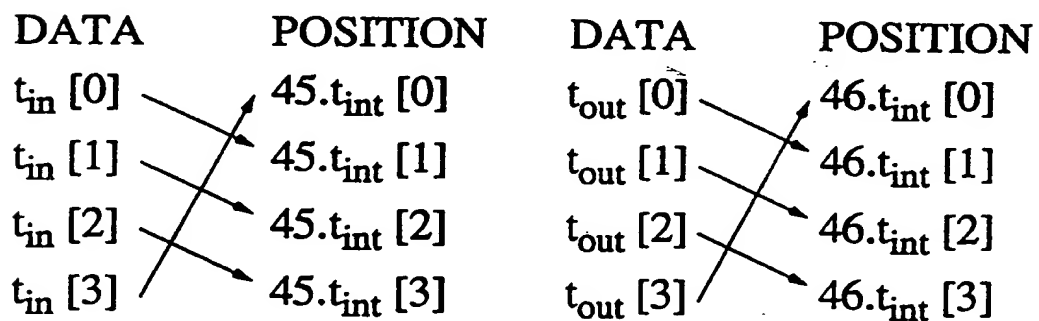 DATA POSITION DATA POSITION
t_in [0] 45.t_int [0] t_out [0] 46.t_int [0]
t_in [1] 45.t_int [1] t_out [1] 46.t_int [1]
t_in [2] 45.t_int [2] t_out [2] 46.t_int [2]
t_in [3] 45.t_int [3] t_out [3] 46.t_int [3]